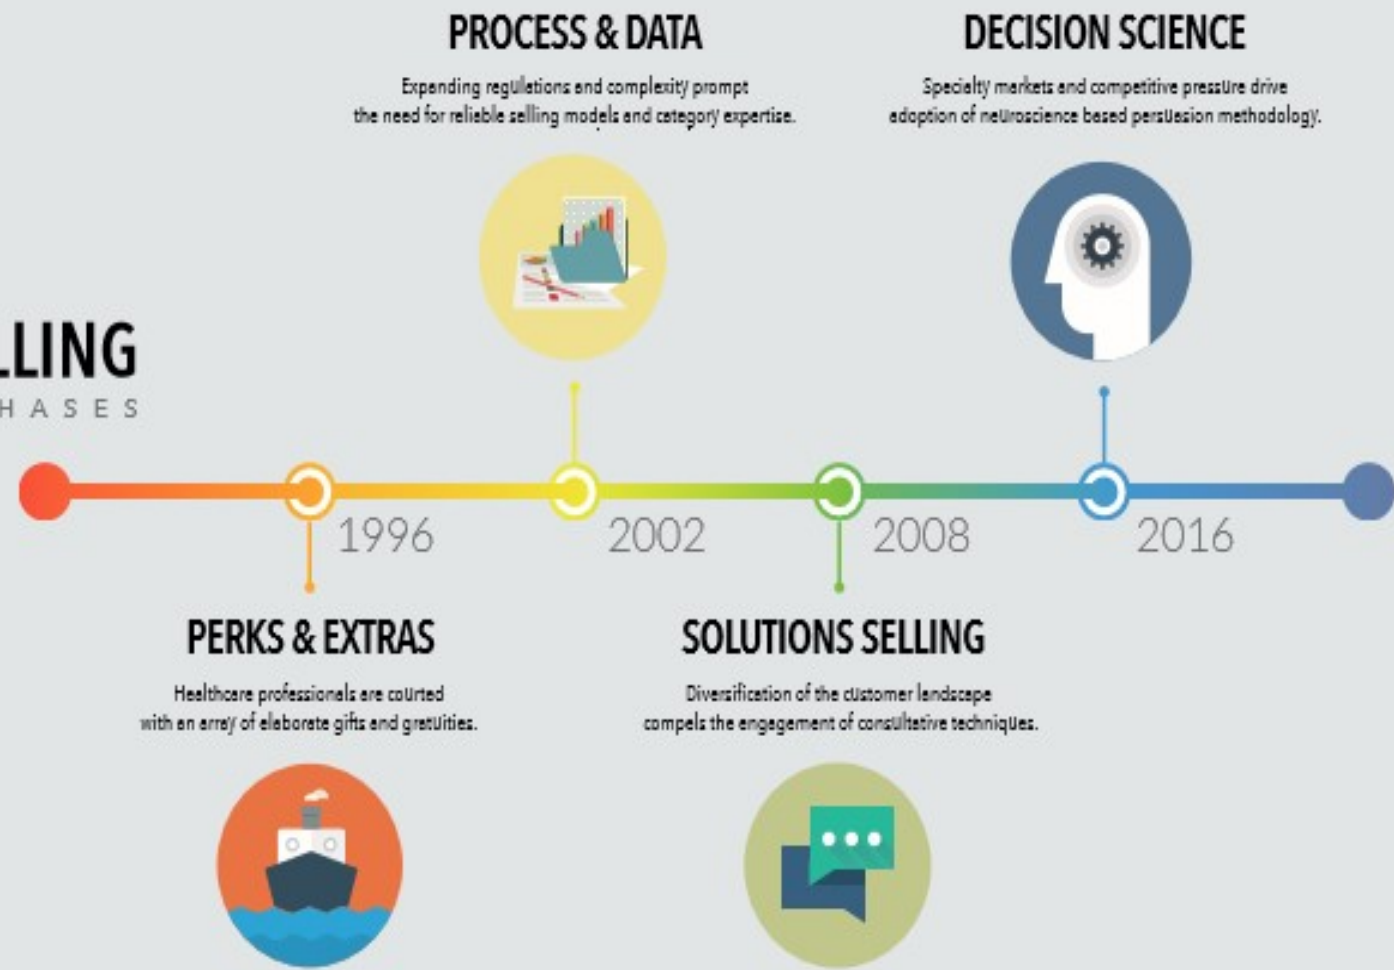 PROCESS & DATA
Expanding regulations and complexity prompt
the need for reliable selling models and category expertise.
DECISION SCIENCE
Specialty markets and competitive pressure drive
adoption of neuroscience based persuasion methodology.
LLING
HASES
1996
2002
2008
2016
PERKS & EXTRAS
Healthcare professionals are courted
with an array of elaborate gifts and gratuities.
SOLUTIONS SELLING
Diversification of the customer landscape
compels the engagement of consultative techniques.